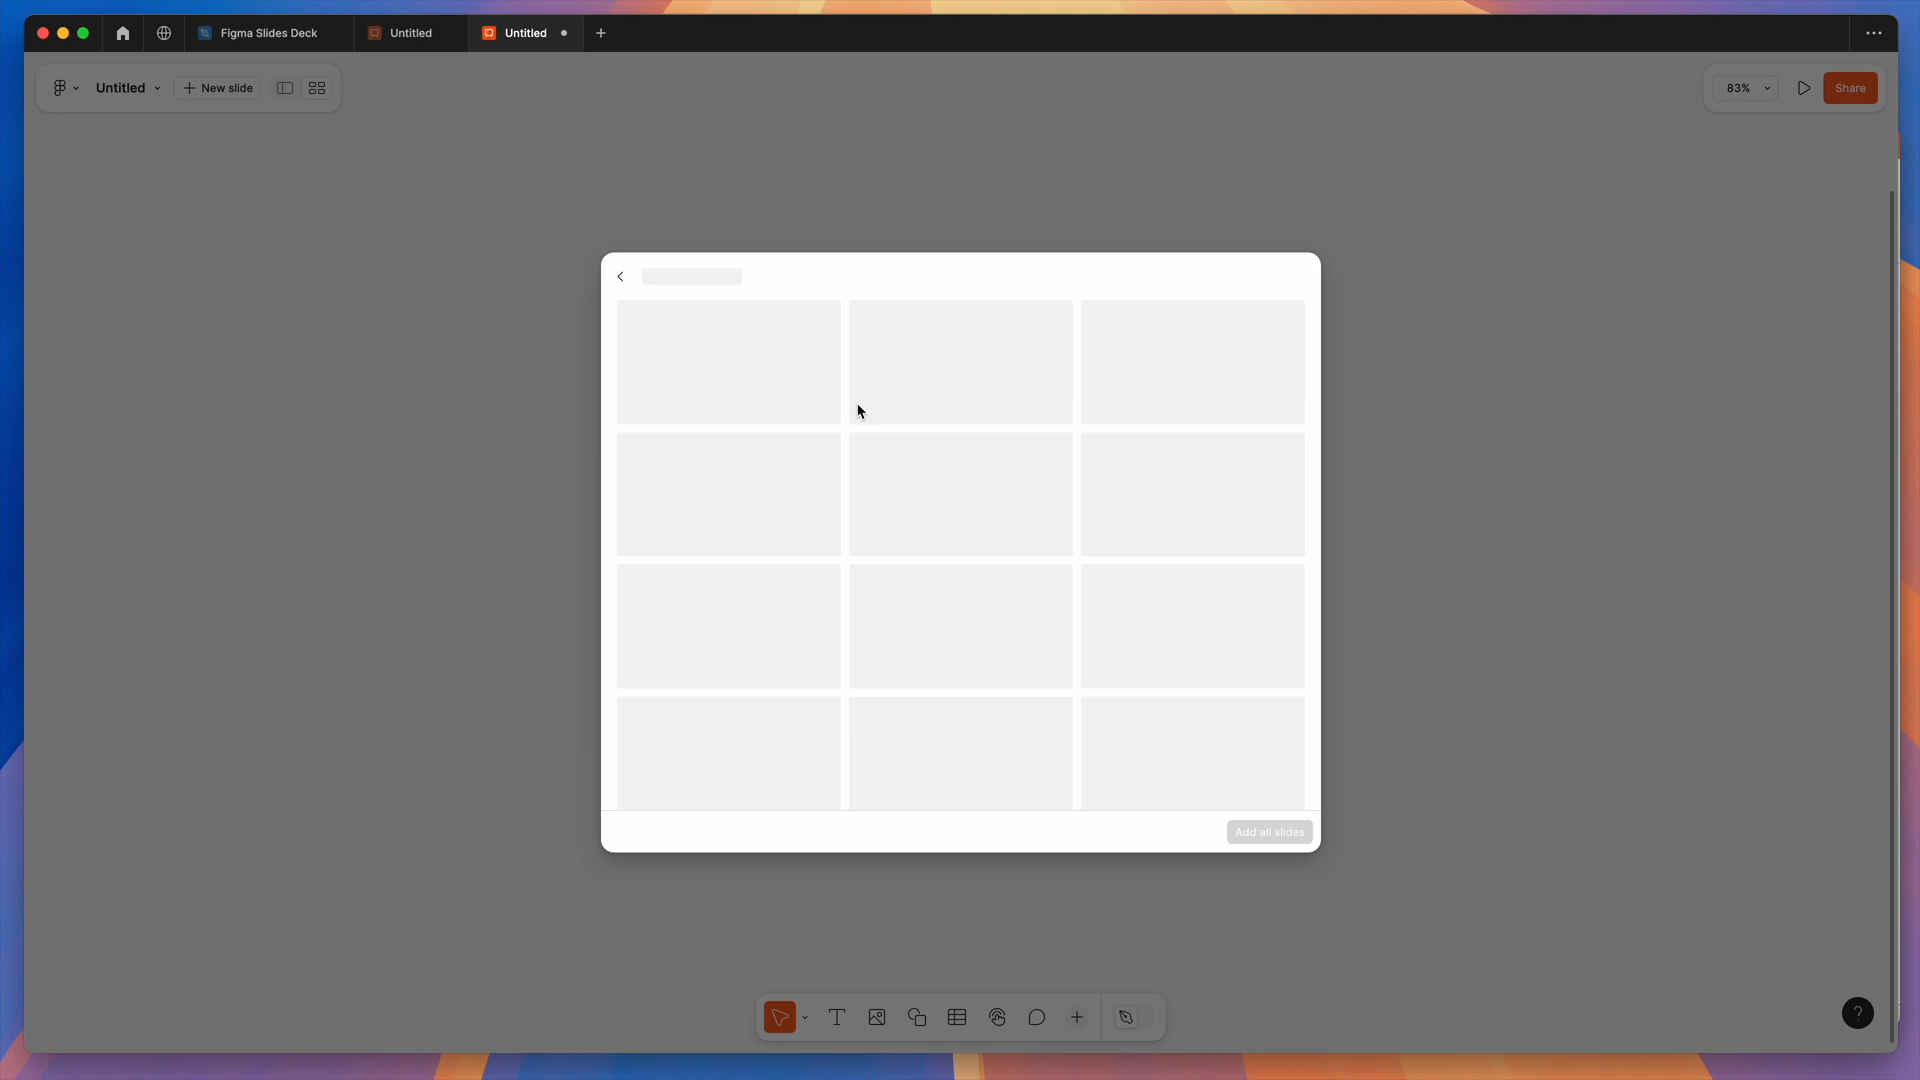 Figma Slides Deck
Untitled
Untitled
Untitled
New slide
83%
Share
Add all slides
?